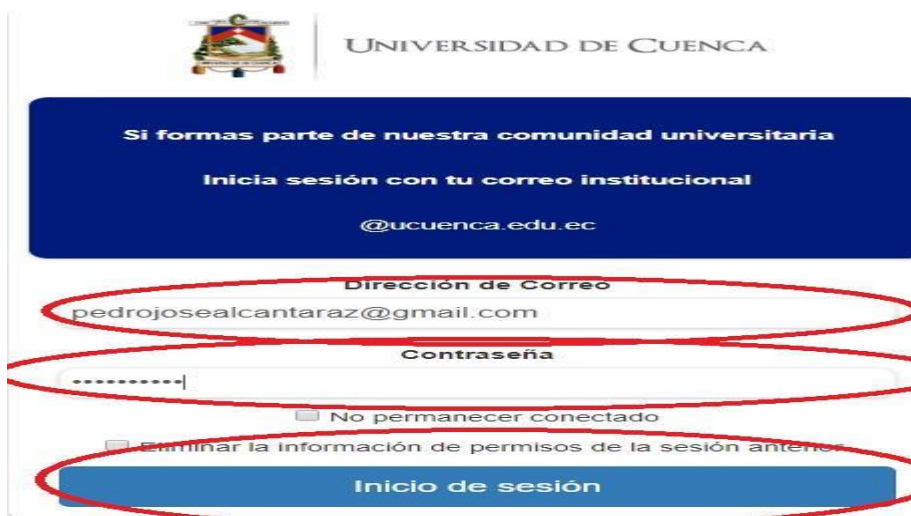 UNIVERSIDAD DE CUENCA
Si formas parte de nuestra comunidad universitaria
Inicia sesión con tu correo institucional
@ucuenca.edu.ec
Dirección de Correo
pedrojosealcantaraz@gmail.com
Contraseña
••••••••••
No permanecer conectado
Eliminar la información de permisos de la sesión anterior
Inicio de sesión